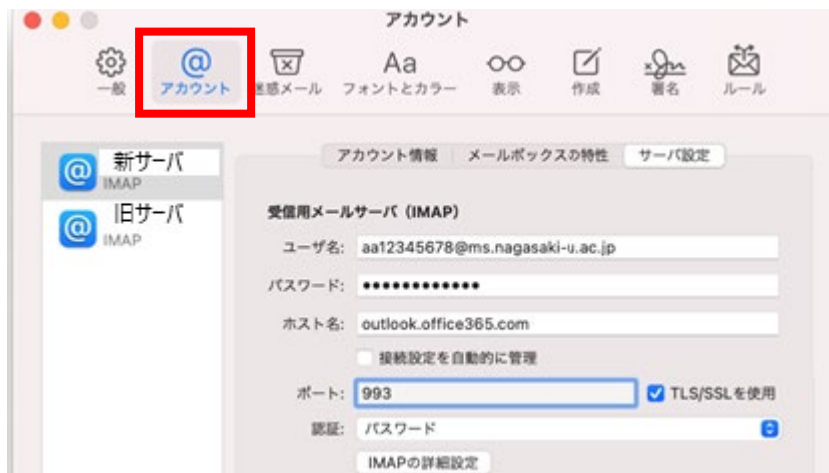 アカウント
一般 アカウント 迷惑メール フォントとカラー 表示 作成 署名 ルール
新サーバ
IMAP
旧サーバ
IMAP
アカウント情報 メールボックスの特性 サーバ設定
受信用メールサーバ（IMAP）
ユーザ名: aa12345678@ms.nagasaki-u.ac.jp
パスワード: ••••••••••••
ホスト名: outlook.office365.com
接続設定を自動的に管理
ポート: 993 TLS/SSLを使用
認証: パスワード
IMAPの詳細設定